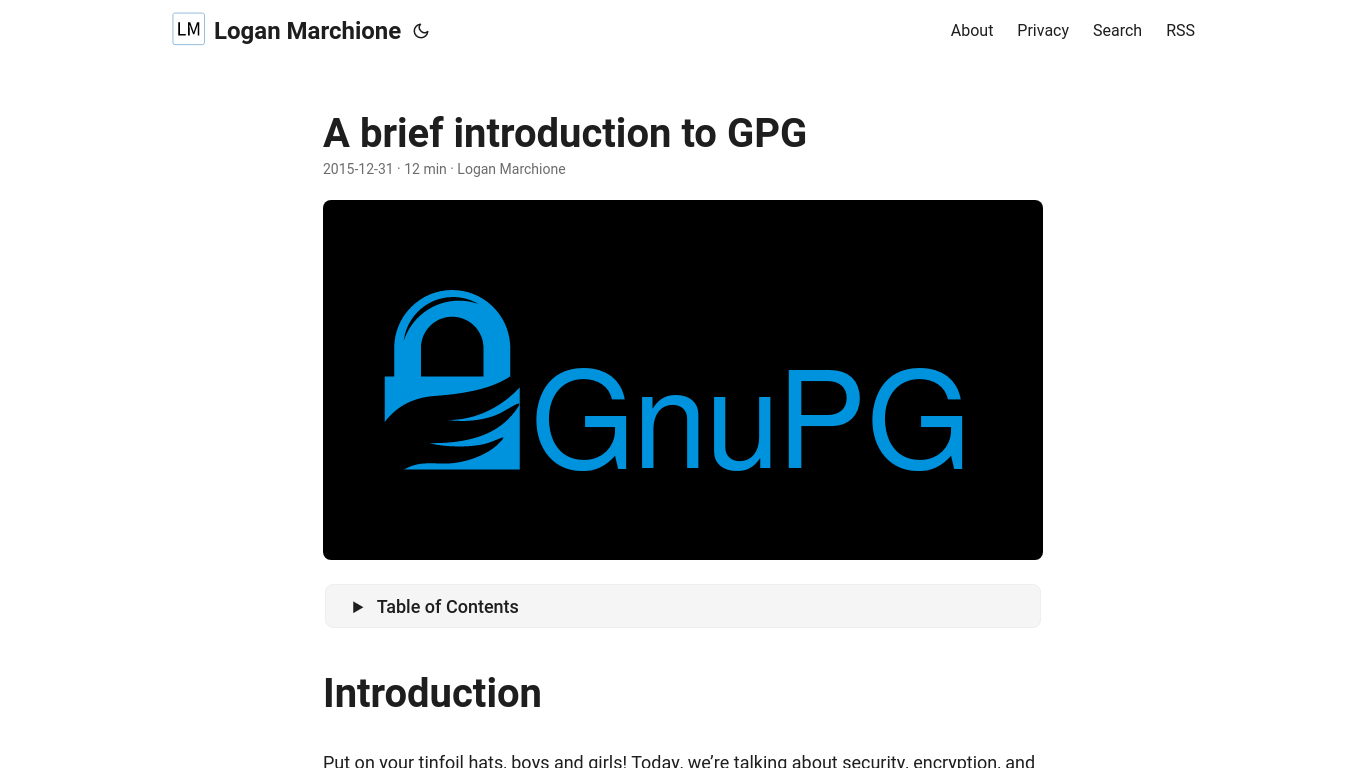 LM Logan Marchione
About Privacy Search RSS
A brief introduction to GPG
2015-12-31 · 12 min · Logan Marchione
GnuPG
Table of Contents
Introduction
Put on your tinfoil hats, boys and girls! Today, we’re talking about security, encryption, and